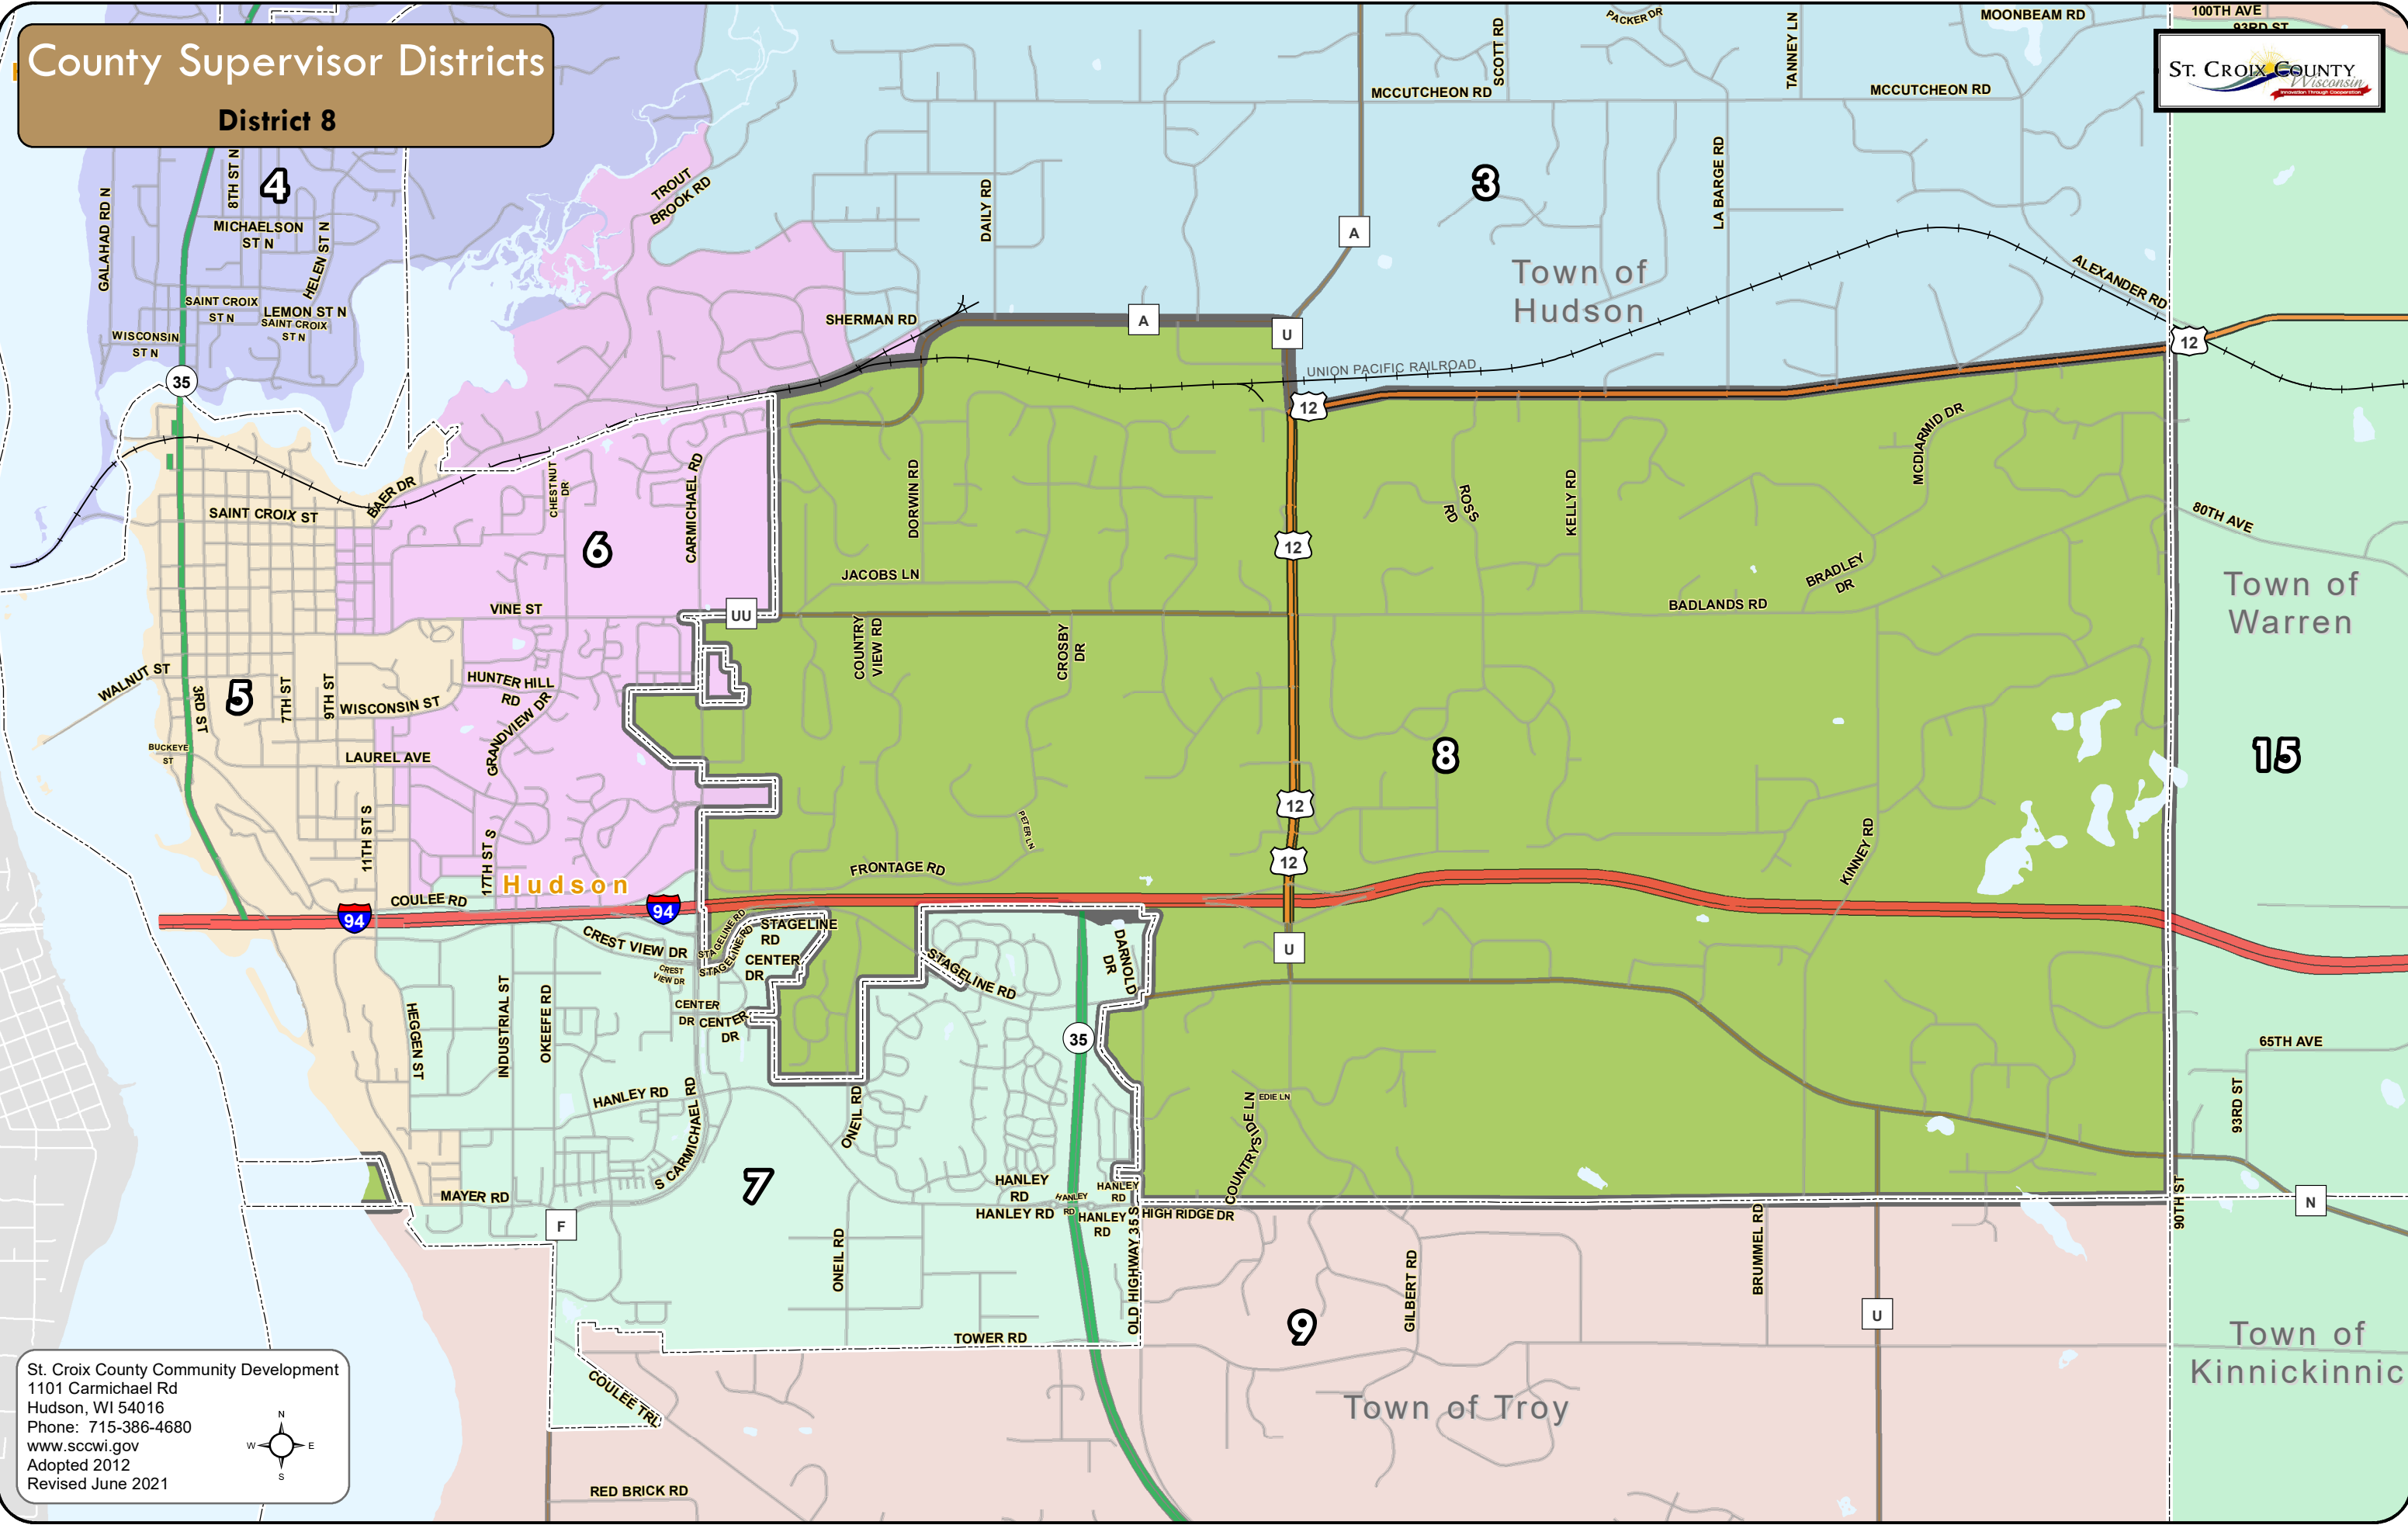 County Supervisor Districts
District 8
100TH AVE
93RD ST
ST. CROIX COUNTY
Wisconsin
Innovation Through Cooperation
PACKER DR
SCOTT RD
TANNEY LN
MOONBEAM RD
MCCUTCHEON RD
MCCUTCHEON RD
8TH ST N
4
GALAHAD RD N
MICHAELSON
ST N
HELEN ST N
SAINT CROIX
ST N
LEMON ST N
SAINT CROIX
ST N
WISCONSIN
ST N
35
TROUT
BROOK RD
DAILY RD
LA BARGE RD
3
A
Town of
Hudson
ALEXANDER RD
SHERMAN RD
A
U
UNION PACIFIC RAILROAD
12
12
MCDIARMID DR
BAER DR
SAINT CROIX ST
CHESTNUT
DR
CARMICHAEL RD
6
DORWIN RD
12
ROSS
RD
KELLY RD
80TH AVE
JACOBS LN
BRADLEY
DR
BADLANDS RD
Town of
Warren
VINE ST
UU
COUNTRY
VIEW RD
CROSBY
DR
WALNUT ST
3RD ST
5
7TH ST
9TH ST
WISCONSIN ST
HUNTER HILL
RD
GRANDVIEW DR
BUCKEYE
ST
LAUREL AVE
8
15
11TH ST S
17TH ST S
PETER LN
12
12
KINNEY RD
FRONTAGE RD
Hudson
COULEE RD
94
94
CREST VIEW DR
STAGELINE RD
STAGELINE RD
STAGELINE
RD
CENTER
DR
CREST
VIEW DR
CENTER
DR
CENTER
DR
STAGELINE RD
DARNOLD
DR
U
35
HEGGEN ST
INDUSTRIAL ST
OKEEFE RD
HANLEY RD
S CARMICHAEL RD
ONEIL RD
65TH AVE
93RD ST
EDIE LN
COUNTRYSIDE LN
7
MAYER RD
F
HANLEY
RD
HANLEY RD
HANLEY
RD
HANLEY
RD
HANLEY
RD
HIGH RIDGE DR
OLD HIGHWAY 35 S
90TH ST
N
ONEIL RD
GILBERT RD
BRUMMEL RD
U
9
TOWER RD
Town of
Kinnickinnic
COULEE TRL
Town of Troy
RED BRICK RD
St. Croix County Community Development
1101 Carmichael Rd
Hudson, WI 54016
Phone: 715-386-4680
www.sccwi.gov
Adopted 2012
Revised June 2021
N
W
E
S